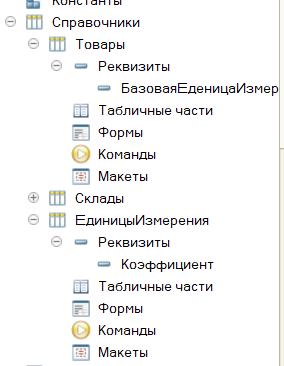 Константы
Справочники
Товары
Реквизиты
БазоваяЕденицаИзмер
Табличные части
Формы
Команды
Макеты
Склады
ЕдиницыИзмерения
Реквизиты
Коэффициент
Табличные части
Формы
Команды
Макеты